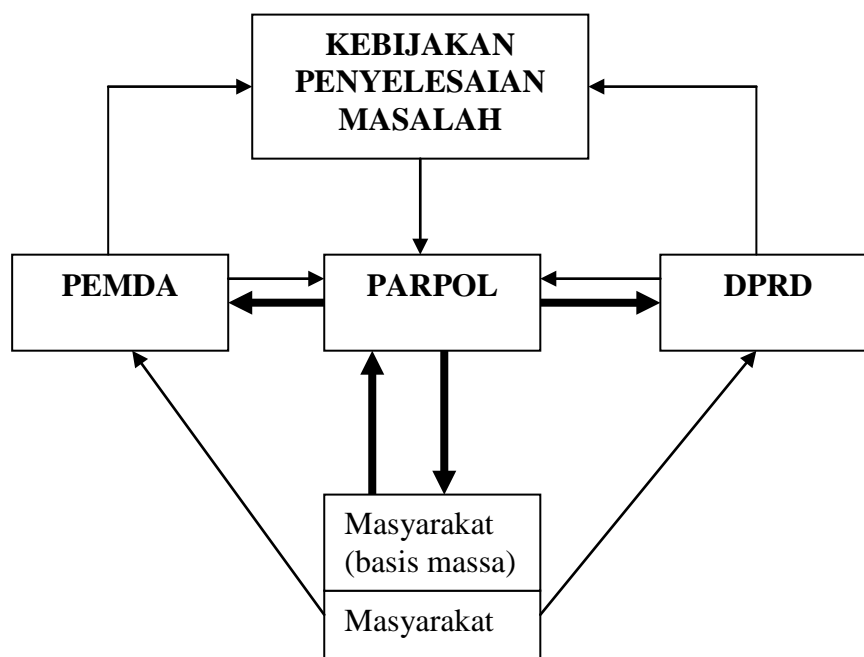 KEBIJAKAN
PENYELESAIAN
MASALAH
PEMDA
PARPOL
DPRD
Masyarakat
(basis massa)
Masyarakat